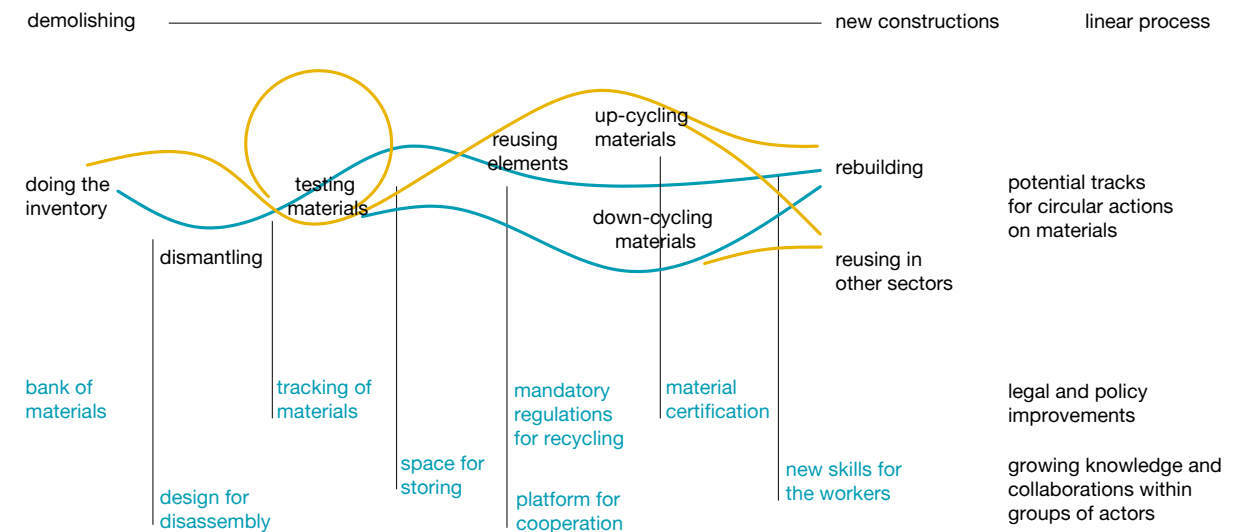 demolishing
new constructions
linear process
up-cycling
materials
reusing
elements
rebuilding
doing the
inventory
testing
materials
potential tracks
for circular actions
on materials
down-cycling
materials
dismantling
reusing in
other sectors
bank of
materials
tracking of
materials
mandatory
regulations
for recycling
material
certification
legal and policy
improvements
space for
storing
new skills for
the workers
growing knowledge and
collaborations within
groups of actors
design for
disassembly
platform for
cooperation